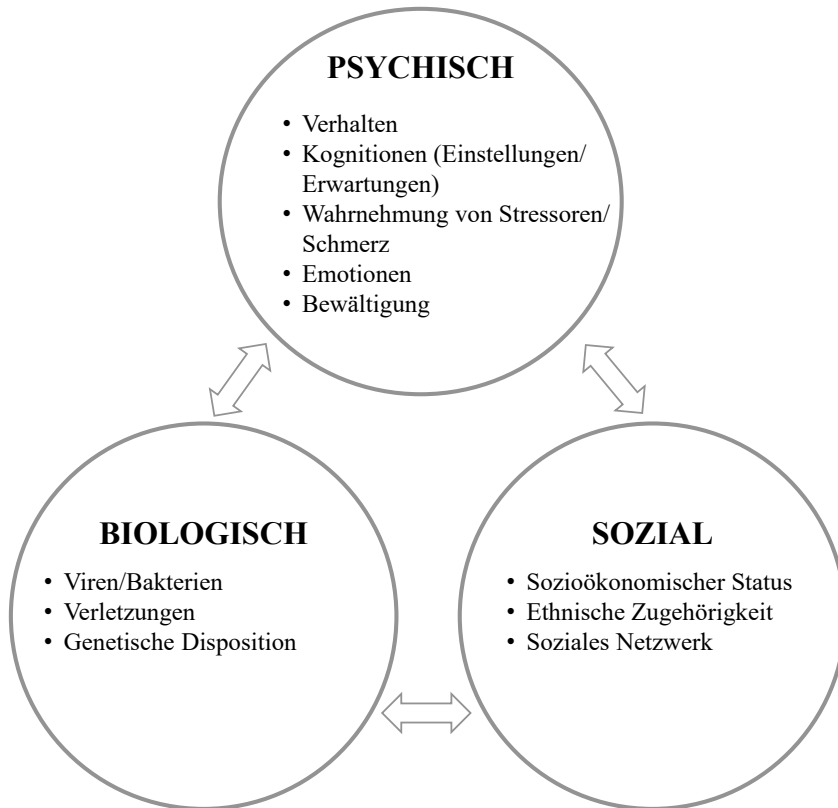 PSYCHISCH
• Verhalten
• Kognitionen (Einstellungen/
Erwartungen)
• Wahrnehmung von Stressoren/
Schmerz
• Emotionen
• Bewältigung
BIOLOGISCH
• Viren/Bakterien
• Verletzungen
• Genetische Disposition
SOZIAL
• Sozioökonomischer Status
• Ethnische Zugehörigkeit
• Soziales Netzwerk